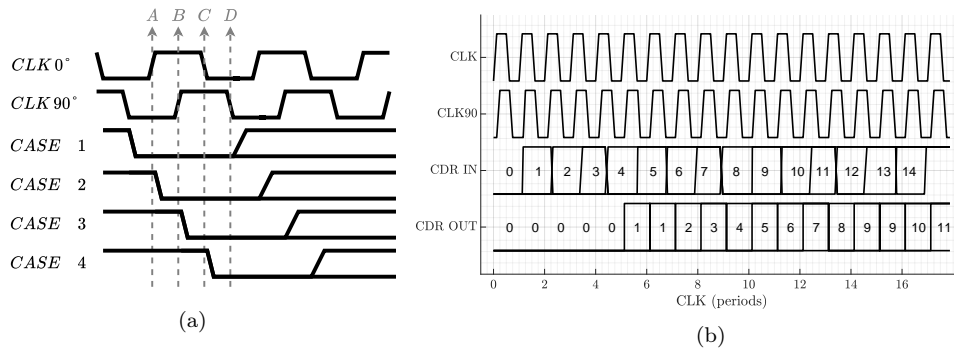 A B C D
CLK 0°
CLK 90°
CASE 1
CASE 2
CASE 3
CASE 4
(a)
CLK
CLK90
CDR IN
0 1 2 3 4 5 6 7 8 9 10 11 12 13 14
CDR OUT
0 0 0 0 0 1 1 2 3 4 5 6 7 8 9 9 10 11
0 2 4 6 8 10 12 14 16
CLK (periods)
(b)